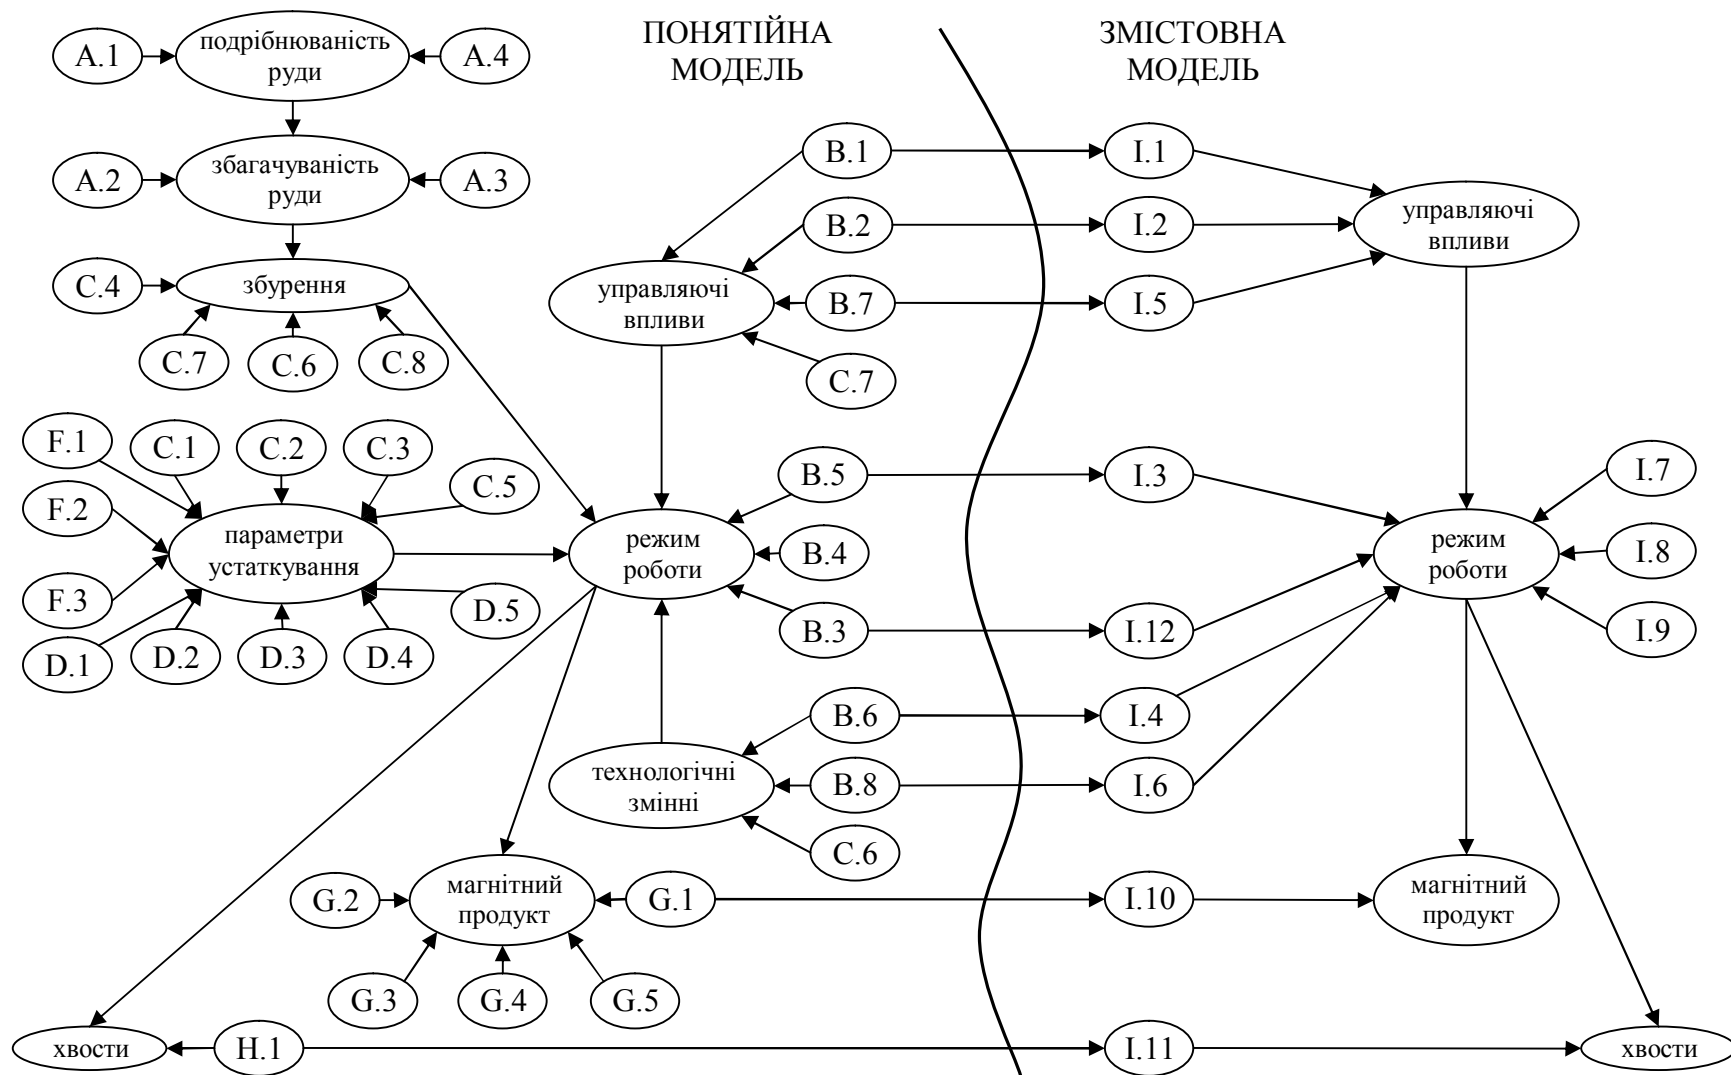 ПОНЯТІЙНА
МОДЕЛЬ
ЗМІСТОВНА
МОДЕЛЬ
A.1
подрібнюваність
руди
A.4
A.2
збагачуваність
руди
A.3
C.4
збурення
C.7
C.6
C.8
F.1
C.1
C.2
C.3
C.5
F.2
параметри
устаткування
F.3
D.1
D.2
D.3
D.4
D.5
B.1
B.2
управляючі
впливи
B.7
C.7
B.5
режим
роботи
B.4
B.3
B.6
технологічні
змінні
B.8
C.6
G.2
магнітний
продукт
G.1
G.3
G.4
G.5
хвости
H.1
I.1
I.2
управляючі
впливи
I.5
I.3
I.7
режим
роботи
I.8
I.12
I.9
I.4
I.6
I.10
магнітний
продукт
I.11
хвости